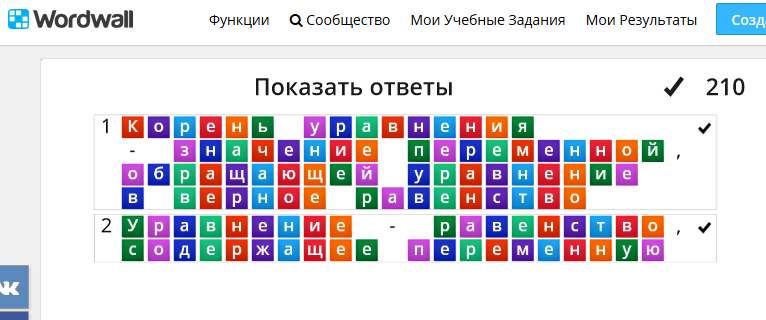 Wordwall Функции Сообщество Мои Учебные Задания Мои Результаты Созд
Показать ответы 210
1 Корень уравнения
- значение переменной,
обращающей уравнение
в верное равенство
2 Уравнение - равенство,
содержащее переменную